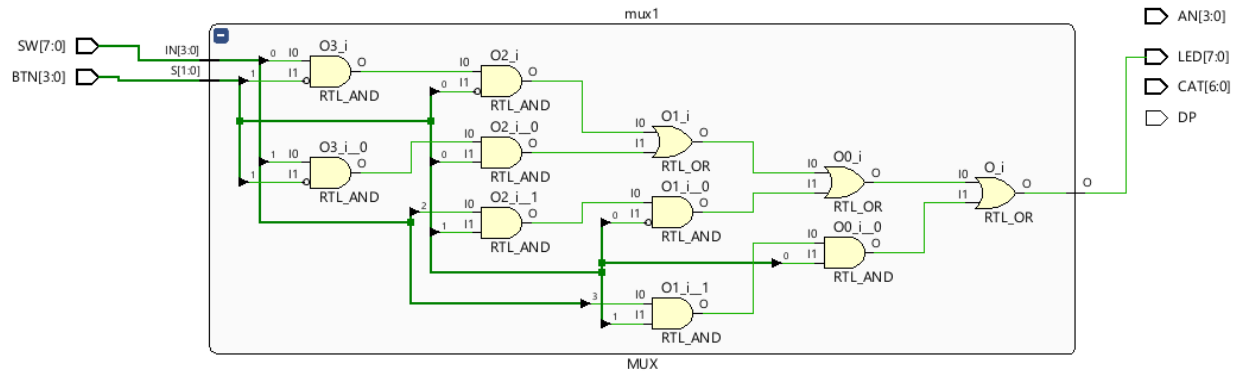 mux1
SW[7:0]
BTN[3:0]
IN[3:0]
S[1:0]
AN[3:0]
LED[7:0]
CAT[6:0]
DP
O3_i
0 I0
1 I1
O
RTL_AND
O2_i
I0
0 I1
O
RTL_AND
O3_i__0
1 I0
1 I1
O
RTL_AND
O2_i__0
I0
0 I1
O
RTL_AND
O2_i__1
2 I0
1 I1
O
RTL_AND
O1_i
I0
I1
O
RTL_OR
O1_i__0
I0
0 I1
O
RTL_AND
O1_i__1
3 I0
1 I1
O
RTL_AND
O0_i
I0
I1
O
RTL_OR
O0_i__0
I0
0 I1
O
RTL_AND
O_i
I0
I1
O
RTL_OR
O
MUX